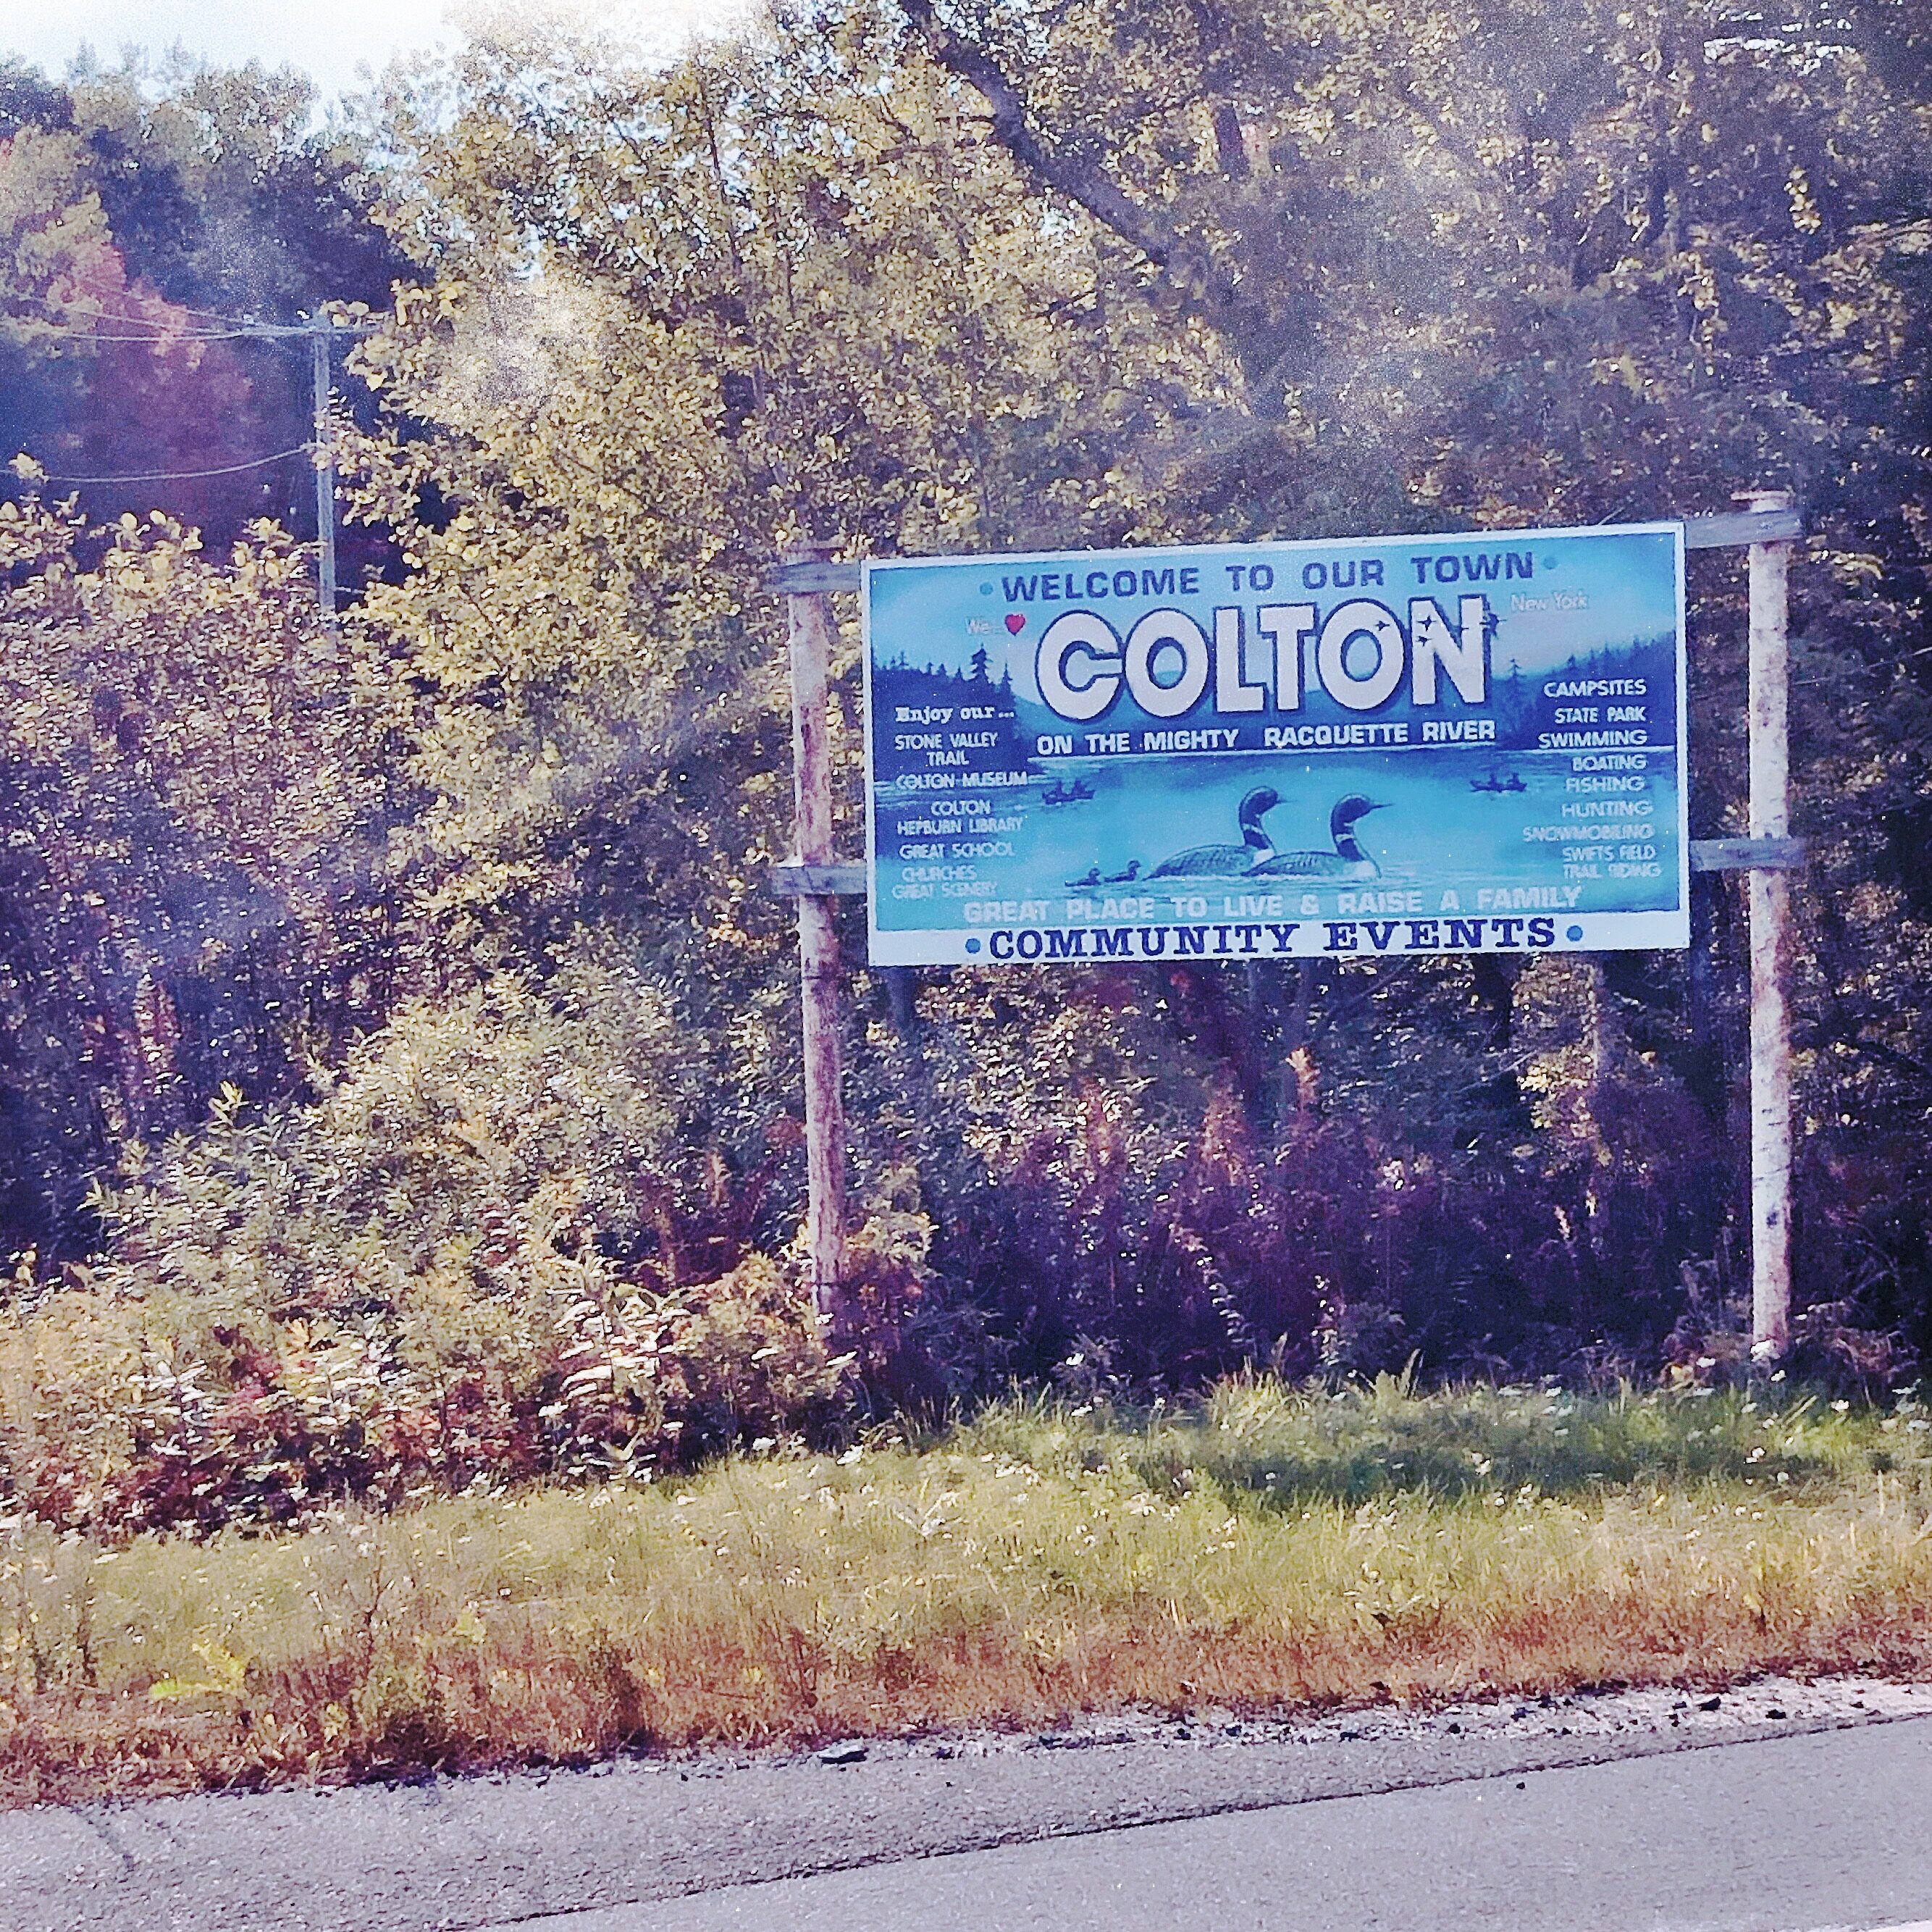 • WELCOME TO OUR TOWN •
We ... ♥
COLTON
New York
ON THE MIGHTY RACQUETTE RIVER
Enjoy our...
STONE VALLEY
TRAIL
COLTON MUSEUM
COLTON
HEPBURN LIBRARY
GREAT SCHOOL
CHURCHES
GREAT SCENERY
CAMPSITES
STATE PARK
SWIMMING
BOATING
FISHING
HUNTING
SNOWMOBILING
SWIFTS FIELD
TRAIL RIDING
GREAT PLACE TO LIVE & RAISE A FAMILY
• COMMUNITY EVENTS •